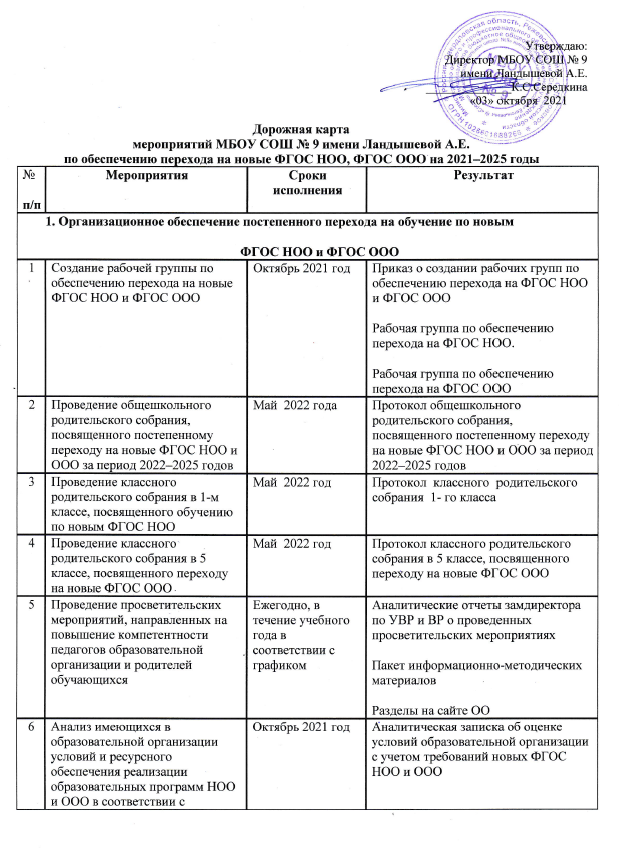 Утверждаю:
Директор МБОУ СОШ № 9
имени Ландышевой А.Е.
К.С.Середкина
«03» октября 2021
Дорожная карта
мероприятий МБОУ СОШ № 9 имени Ландышевой А.Е.
по обеспечению перехода на новые ФГОС НОО, ФГОС ООО на 2021–2025 годы
№ п/п
Мероприятия
Сроки исполнения
Результат
1. Организационное обеспечение постепенного перехода на обучение по новым
ФГОС НОО и ФГОС ООО
1
Создание рабочей группы по
обеспечению перехода на новые
ФГОС НОО и ФГОС ООО
Октябрь 2021 год
Приказ о создании рабочих групп по
обеспечению перехода на ФГОС НОО
и ФГОС ООО
Рабочая группа по обеспечению
перехода на ФГОС НОО.
Рабочая группа по обеспечению
перехода на ФГОС ООО
2
Проведение общешкольного
родительского собрания,
посвященного постепенному
переходу на новые ФГОС НОО и
ООО за период 2022–2025 годов
Май 2022 года
Протокол общешкольного
родительского собрания,
посвященного постепенному переходу
на новые ФГОС НОО и ООО за период
2022–2025 годов
3
Проведение классного
родительского собрания в 1-м
классе, посвященного обучению
по новым ФГОС НОО
Май 2022 год
Протокол классного родительского
собрания 1- го класса
4
Проведение классного
родительского собрания в 5
классе, посвященного переходу
на новые ФГОС ООО
Май 2022 год
Протокол классного родительского
собрания в 5 классе, посвященного
переходу на новые ФГОС ООО
5
Проведение просветительских
мероприятий, направленных на
повышение компетентности
педагогов образовательной
организации и родителей
обучающихся
Ежегодно, в
течение учебного
года в
соответствии с
графиком
Аналитические отчеты замдиректора
по УВР и ВР о проведенных
просветительских мероприятиях
Пакет информационно-методических
материалов
Разделы на сайте ОО
6
Анализ имеющихся в
образовательной организации
условий и ресурсного
обеспечения реализации
образовательных программ НОО
и ООО в соответствии с
Октябрь 2021 год
Аналитическая записка об оценке
условий образовательной организации
с учетом требований новых ФГОС
НОО и ООО